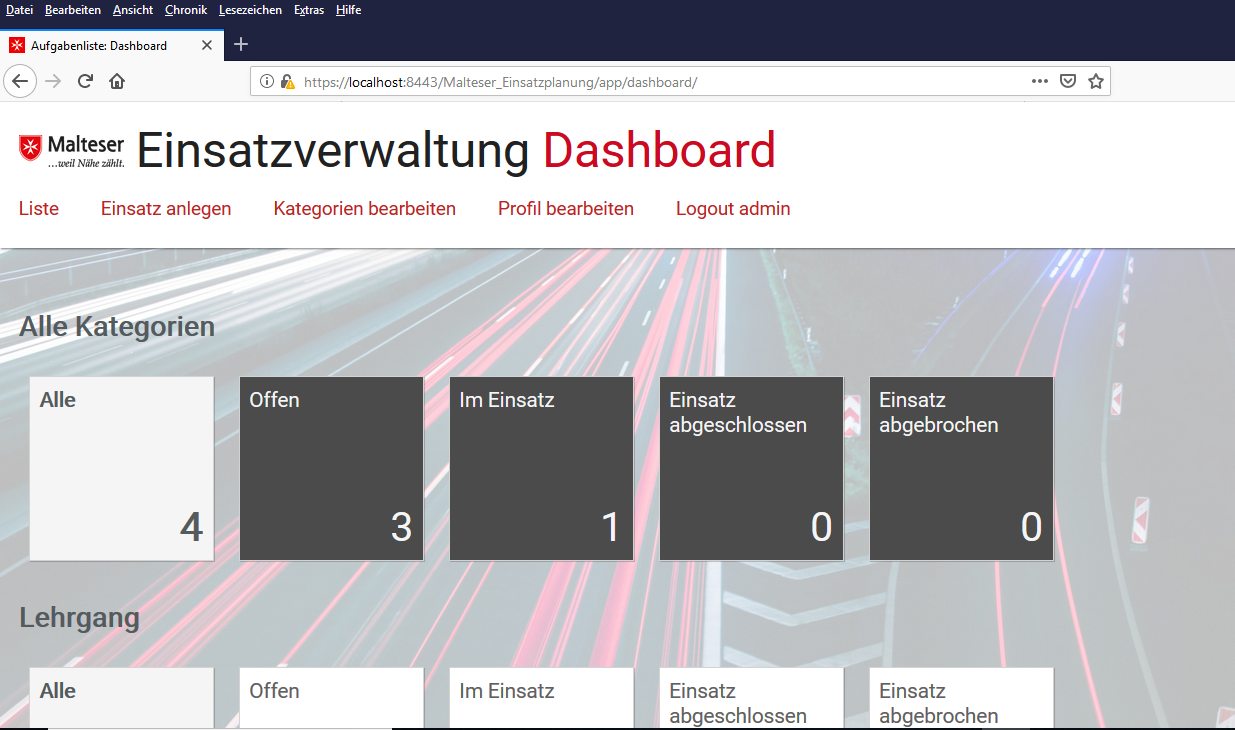 Datei Bearbeiten Ansicht Chronik Lesezeichen Extras Hilfe
Aufgabenliste: Dashboard
https://localhost:8443/Malteser_Einsatzplanung/app/dashboard/
Malteser
...weil Nähe zählt.
Einsatzverwaltung Dashboard
Liste Einsatz anlegen Kategorien bearbeiten Profil bearbeiten Logout admin
Alle Kategorien
Alle
4
Offen
3
Im Einsatz
1
Einsatz
abgeschlossen
0
Einsatz
abgebrochen
0
Lehrgang
Alle
Offen
Im Einsatz
Einsatz
abgeschlossen
Einsatz
abgebrochen